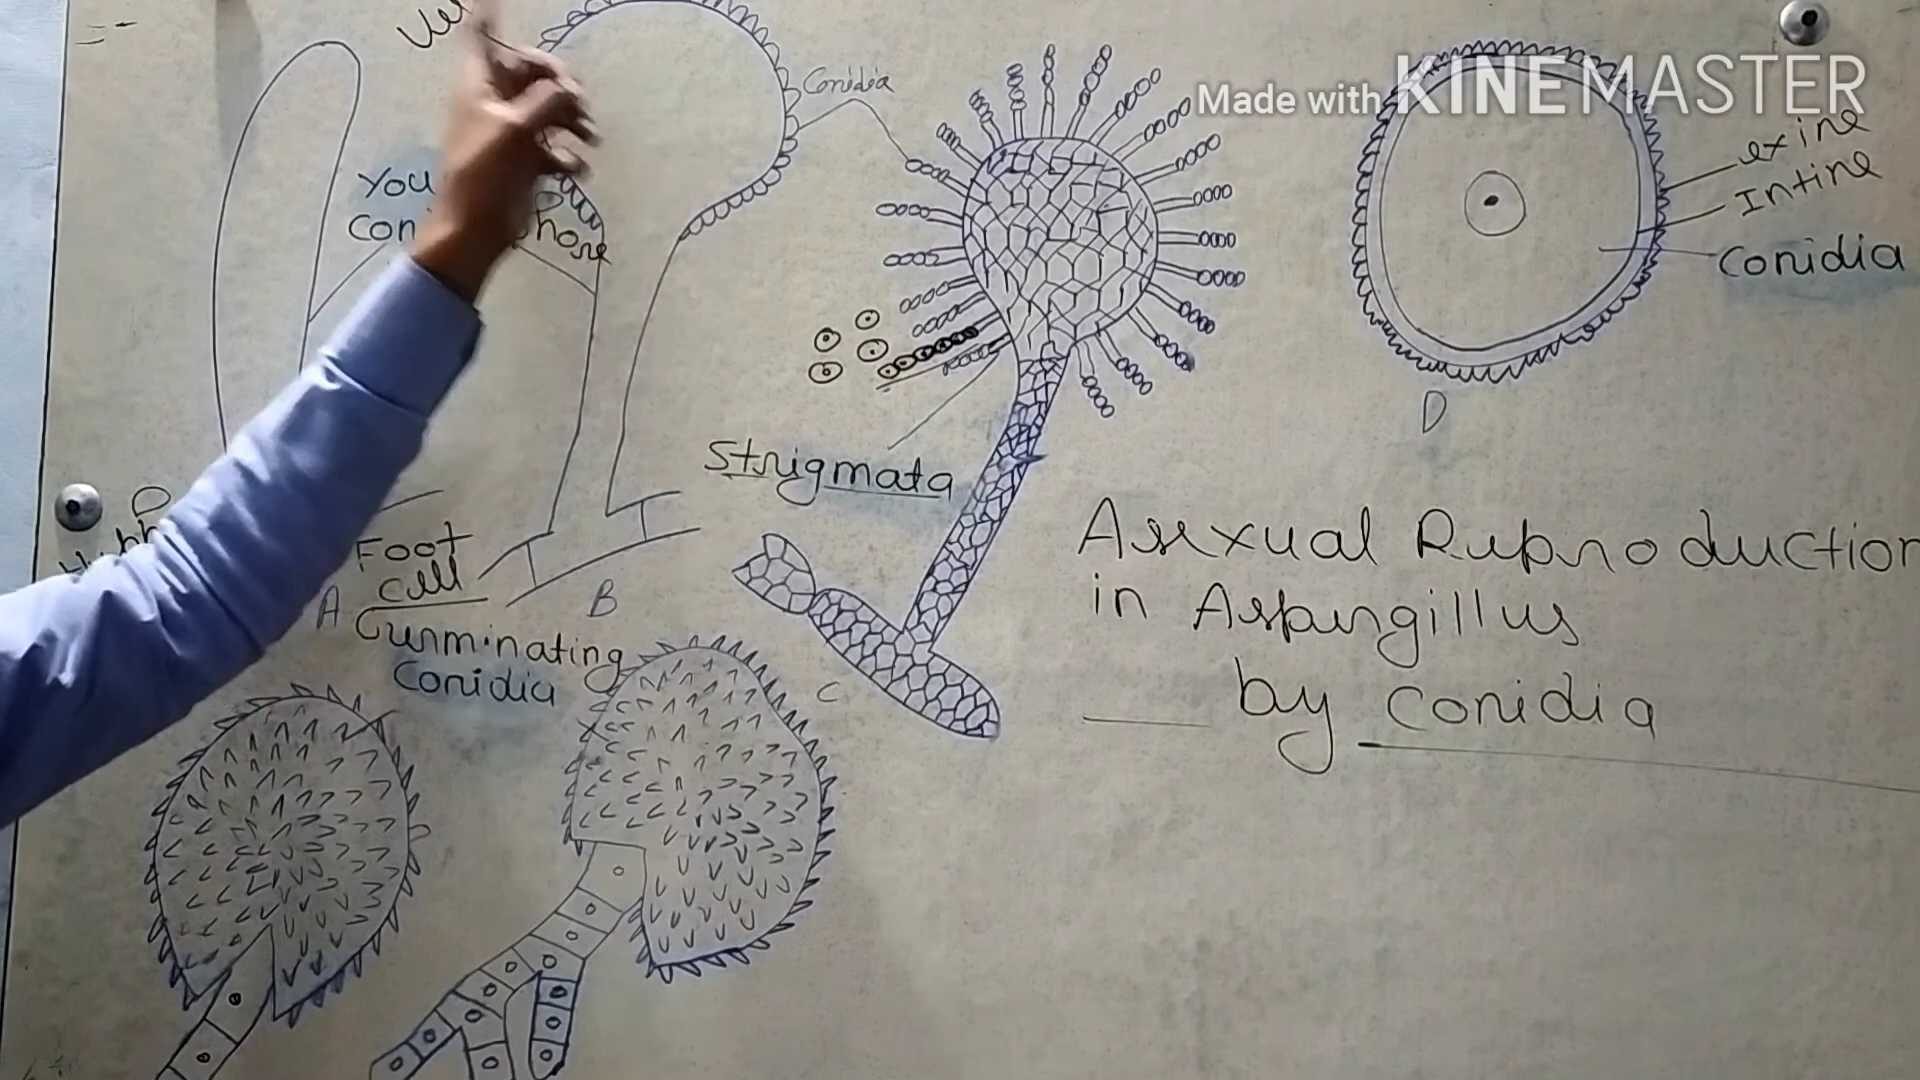 Made with KINEMASTER
Conidia
exine
Intine
Conidia
Strigmata
D
Foot
cell
A
B
C
Germinating
Conidia
Asexual Reproduction
in Aspergillus
by Conidia